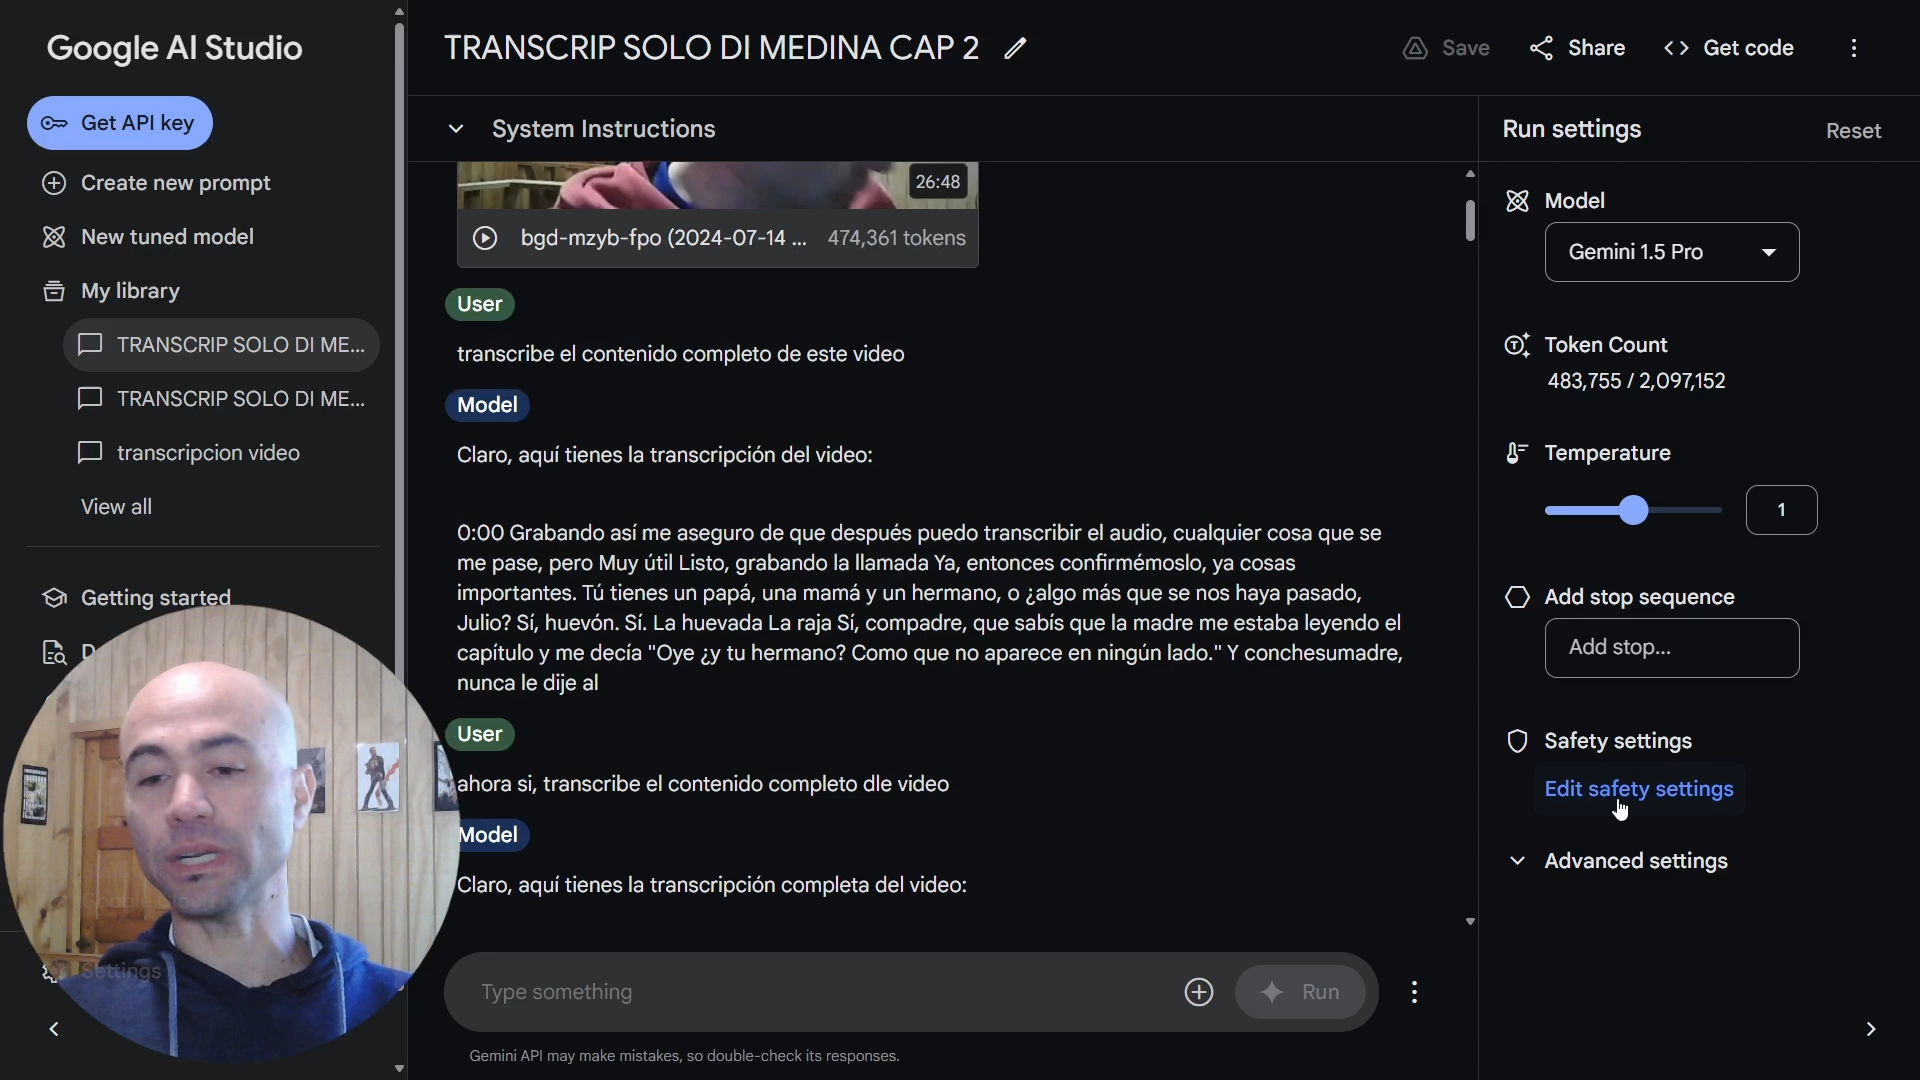 Google AI Studio
Get API key
Create new prompt
New tuned model
My library
TRANSCRIP SOLO DI ME...
TRANSCRIP SOLO DI ME...
transcripcion video
View all
Getting started
Settings
TRANSCRIP SOLO DI MEDINA CAP 2
Save
Share
Get code
System Instructions
26:48
bgd-mzyb-fpo (2024-07-14 ...
474,361 tokens
User
transcribe el contenido completo de este video
Model
Claro, aquí tienes la transcripción del video:
0:00 Grabando así me aseguro de que después puedo transcribir el audio, cualquier cosa que se
me pase, pero Muy útil Listo, grabando la llamada Ya, entonces confirmémoslo, ya cosas
importantes. Tú tienes un papá, una mamá y un hermano, o ¿algo más que se nos haya pasado,
Julio? Sí, huevón. Sí. La huevada La raja Sí, compadre, que sabís que la madre me estaba leyendo el
capítulo y me decía "Oye ¿y tu hermano? Como que no aparece en ningún lado." Y conchesumadre,
nunca le dije al
User
ahora si, transcribe el contenido completo dle video
Model
Claro, aquí tienes la transcripción completa del video:
Type something
Run
Gemini API may make mistakes, so double-check its responses.
Run settings
Reset
Model
Gemini 1.5 Pro
Token Count
483,755 / 2,097,152
Temperature
1
Add stop sequence
Add stop...
Safety settings
Edit safety settings
Advanced settings